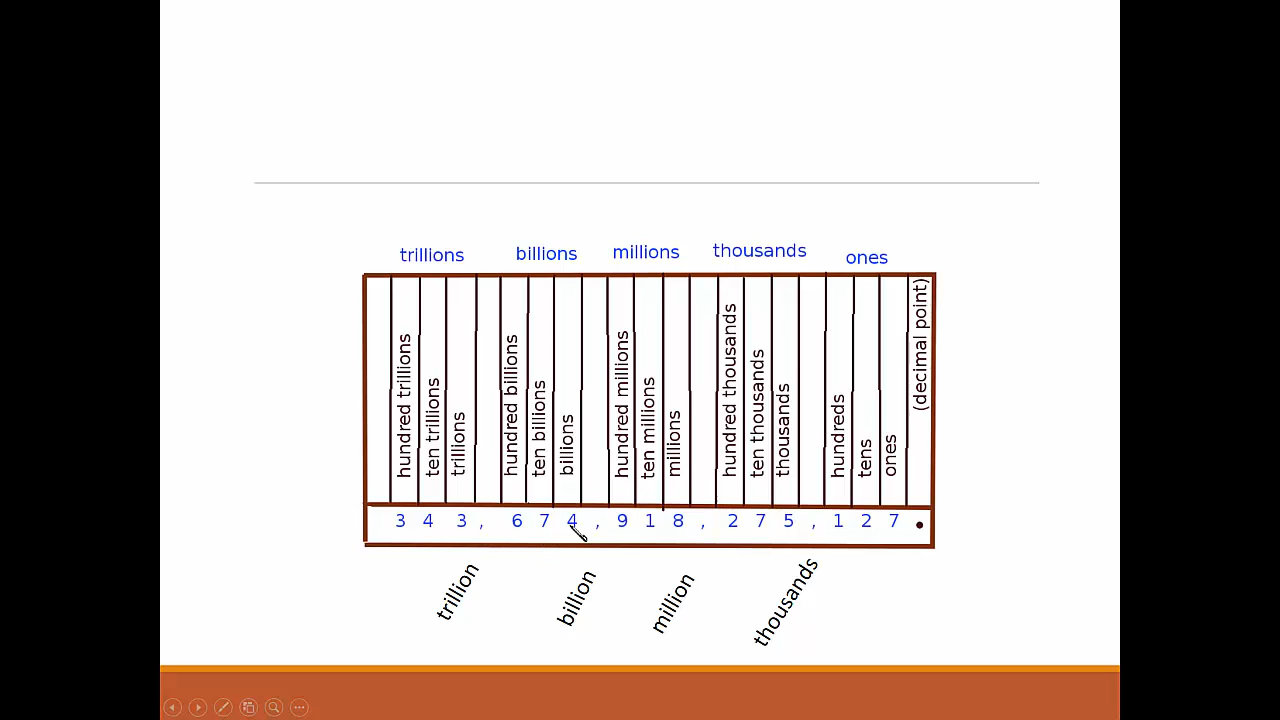 trillions billions millions thousands ones
hundred trillions
ten trillions
trillions
hundred billions
ten billions
billions
hundred millions
ten millions
millions
hundred thousands
ten thousands
thousands
hundreds
tens
ones
(decimal point)
3 4 3 , 6 7 4 , 9 1 8 , 2 7 5 , 1 2 7 .
trillion
billion
million
thousands